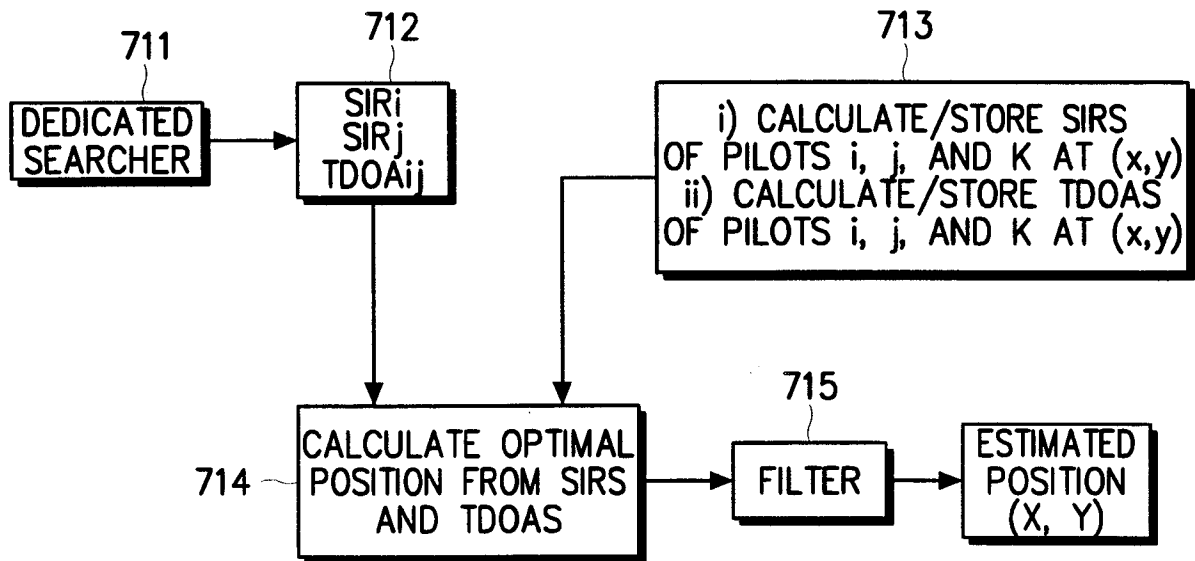 711
DEDICATED
SEARCHER
712
SIRi
SIRj
TDOAij
713
i) CALCULATE/STORE SIRS
OF PILOTS i, j, AND K AT (x,y)
ii) CALCULATE/STORE TDOAS
OF PILOTS i, j, AND K AT (x,y)
714
CALCULATE OPTIMAL
POSITION FROM SIRS
AND TDOAS
715
FILTER
ESTIMATED
POSITION
(X, Y)